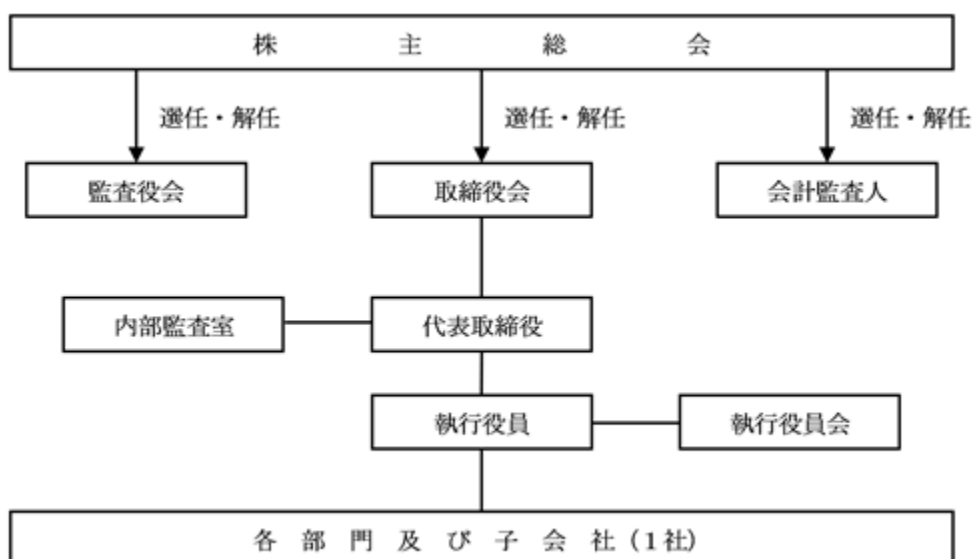 株主総会
選任・解任 選任・解任 選任・解任
監査役会 取締役会 会計監査人
内部監査室 代表取締役
執行役員 執行役員会
各部門及び子会社(1社)